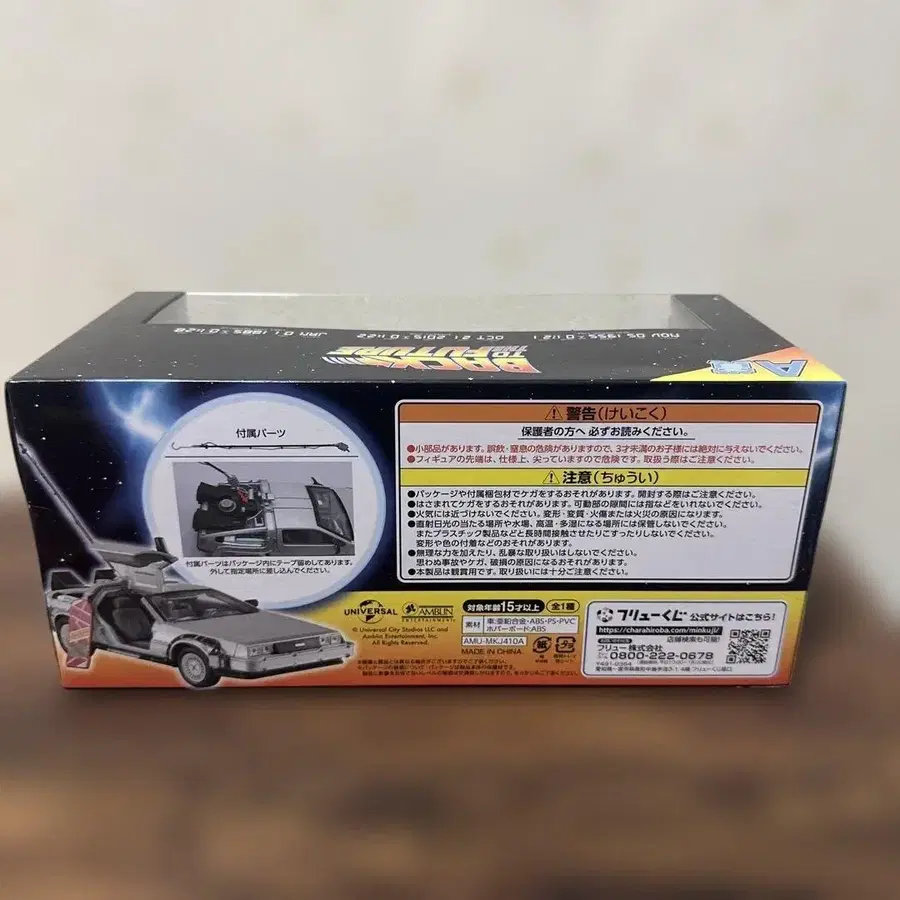 NOV 05 1955
OCT 21 2015
JAN 01 1885
BACK
TO THE
FUTURE
A賞
付属パーツ
付属パーツはパッケージ内にテープ留めしてあります。
外して指定場所に差し込んでください。
⚠警告(けいこく)
保護者の方へ 必ずお読みください。
●小部品があります。誤飲・窒息の危険がありますので、3才未満のお子様には絶対に与えないでください。
●フィギュアの先端は、仕様上、尖っていますので危険です。取扱う際はご注意ください。
⚠注意(ちゅうい)
●パッケージや付属梱包材でケガをするおそれがあります。開封する際はご注意ください。
●はさまれてケガをするおそれがあります。可動部の隙間には指などをいれないでください。
●火気には近づけないでください。変形・変質・火傷または火災の原因になります。
●直射日光の当たる場所や水場、高温・多湿になる場所には保管しないでください。
またプラスチック製品などと長時間接触させたりこすったりしないでください。
変形や色の付着などのおそれがあります。
●無理な力を加えたり、乱暴な取り扱いはしないでください。
思わぬ事故やケガ、破損の原因になるおそれがあります。
●本製品は観賞用です。取り扱いには十分ご注意ください。
UNIVERSAL
AMBLIN
ENTERTAINMENT
© Universal City Studios LLC and
Amblin Entertainment, Inc.
All Rights Reserved.
対象年齢15才以上 全1種
素材 車:亜鉛合金・ABS・PS・PVC
ホバーボード:ABS
AMU-MKJ410A
MADE IN CHINA
紙
プラ
フリューくじ 公式サイトはこちら!
https://charahiroba.com/minkuji/
店舗検索も可能!
フリュー株式会社
0800-222-0678